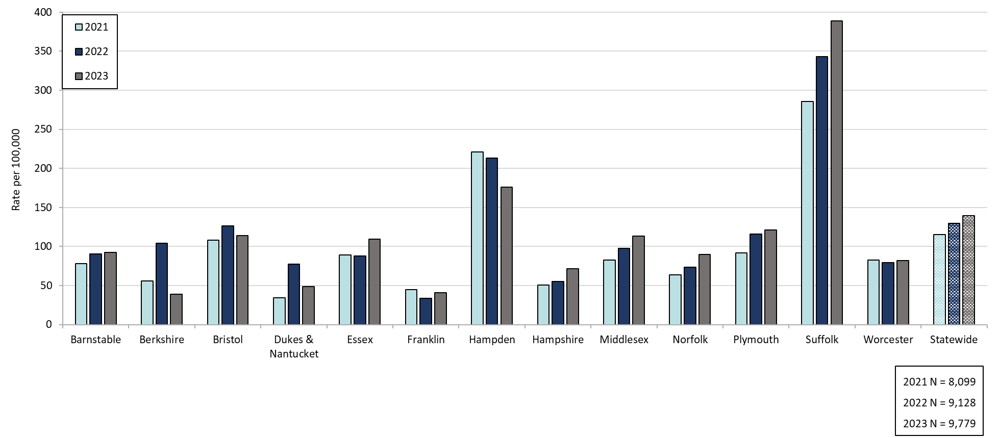 400
350
300
250
200
150
100
50
0
Rate per 100,000
2021
2022
2023
Barnstable
Berkshire
Bristol
Dukes &
Nantucket
Essex
Franklin
Hampden
Hampshire
Middlesex
Norfolk
Plymouth
Suffolk
Worcester
Statewide
2021 N = 8,099
2022 N = 9,128
2023 N = 9,779